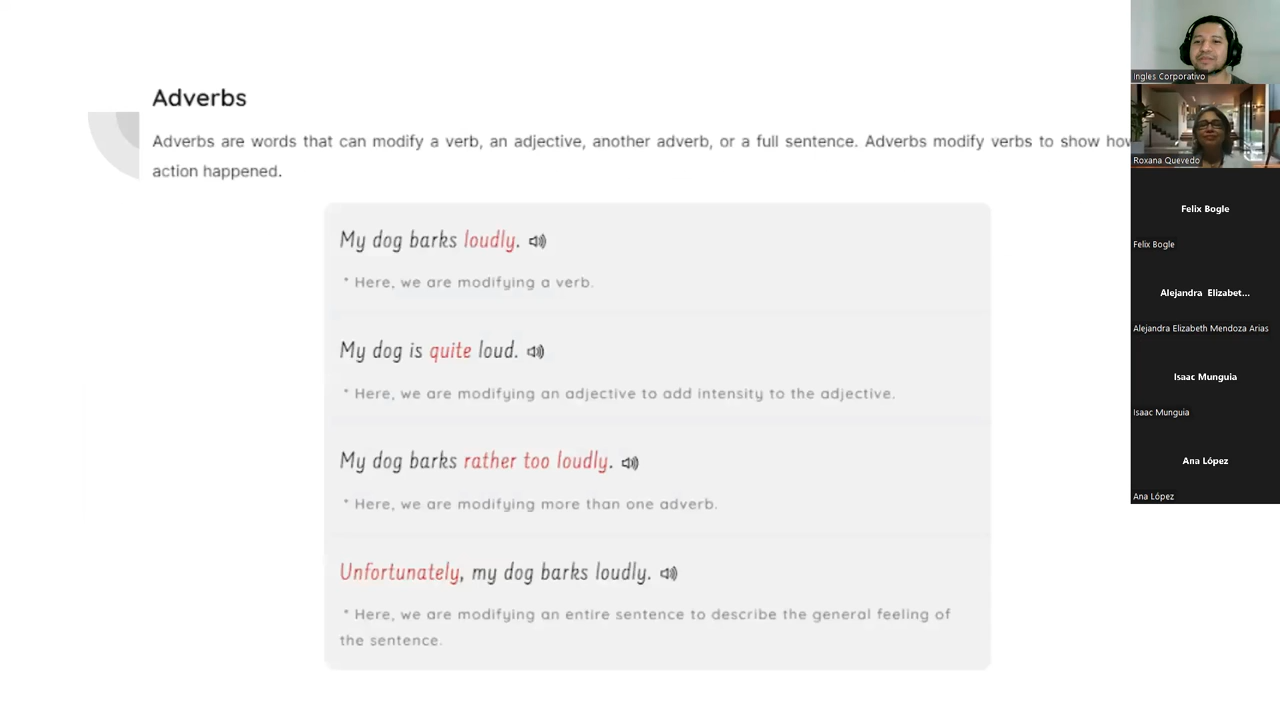 Adverbs
Adverbs are words that can modify a verb, an adjective, another adverb, or a full sentence. Adverbs modify verbs to show
action happened.
My dog barks loudly.
* Here, we are modifying a verb.
My dog is quite loud.
* Here, we are modifying an adjective to add intensity to the adjective.
My dog barks rather too loudly.
* Here, we are modifying more than one adverb.
Unfortunately, my dog barks loudly.
* Here, we are modifying an entire sentence to describe the general feeling of
the sentence.
Ingles Corporativo
Roxana Quevedo
Felix Bogle
Felix Bogle
Alejandra Elizabet...
Alejandra Elizabeth Mendoza Arias
Isaac Munguia
Isaac Munguia
Ana López
Ana López